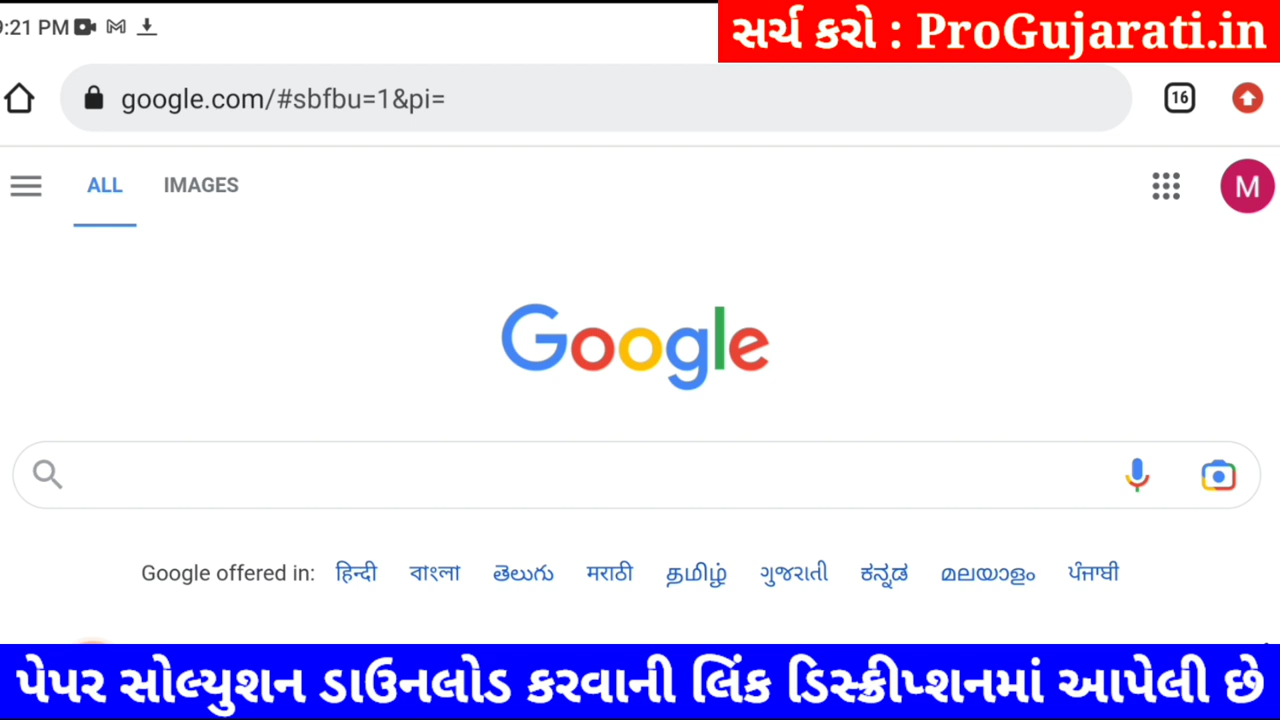 9:21 PM
સર્ચ કરો : ProGujarati.in
google.com/#sbfbu=1&pi=
16
ALL IMAGES
M
Google
Google offered in: हिन्दी বাংলা తెలుగు मराठी தமிழ் ગુજરાતી ಕನ್ನಡ മലയാളം ਪੰਜਾਬੀ
પેપર સોલ્યુશન ડાઉનલોડ કરવાની લિંક ડિસ્ક્રીપ્શનમાં આપેલી છે